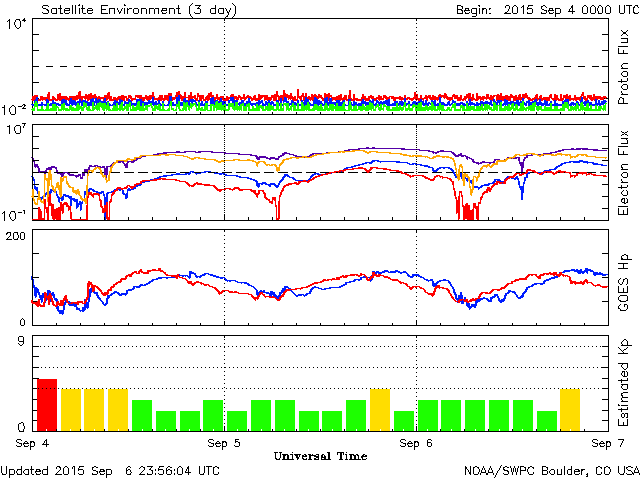 Satellite Environment (3 day)
Begin: 2015 Sep 4 0000 UTC
10^4
10^-2
Proton Flux
10^7
10^-1
Electron Flux
200
100
0
GOES Hp
9
0
Estimated Kp
Sep 4
Sep 5
Sep 6
Sep 7
Universal Time
Updated 2015 Sep 6 23:56:04 UTC
NOAA/SWPC Boulder, CO USA